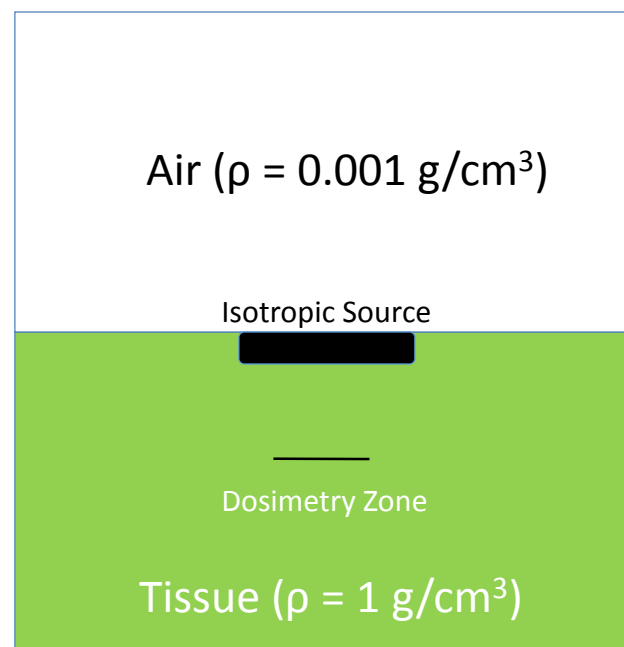 Air (ρ = 0.001 g/cm³)
Isotropic Source
Dosimetry Zone
Tissue (ρ = 1 g/cm³)